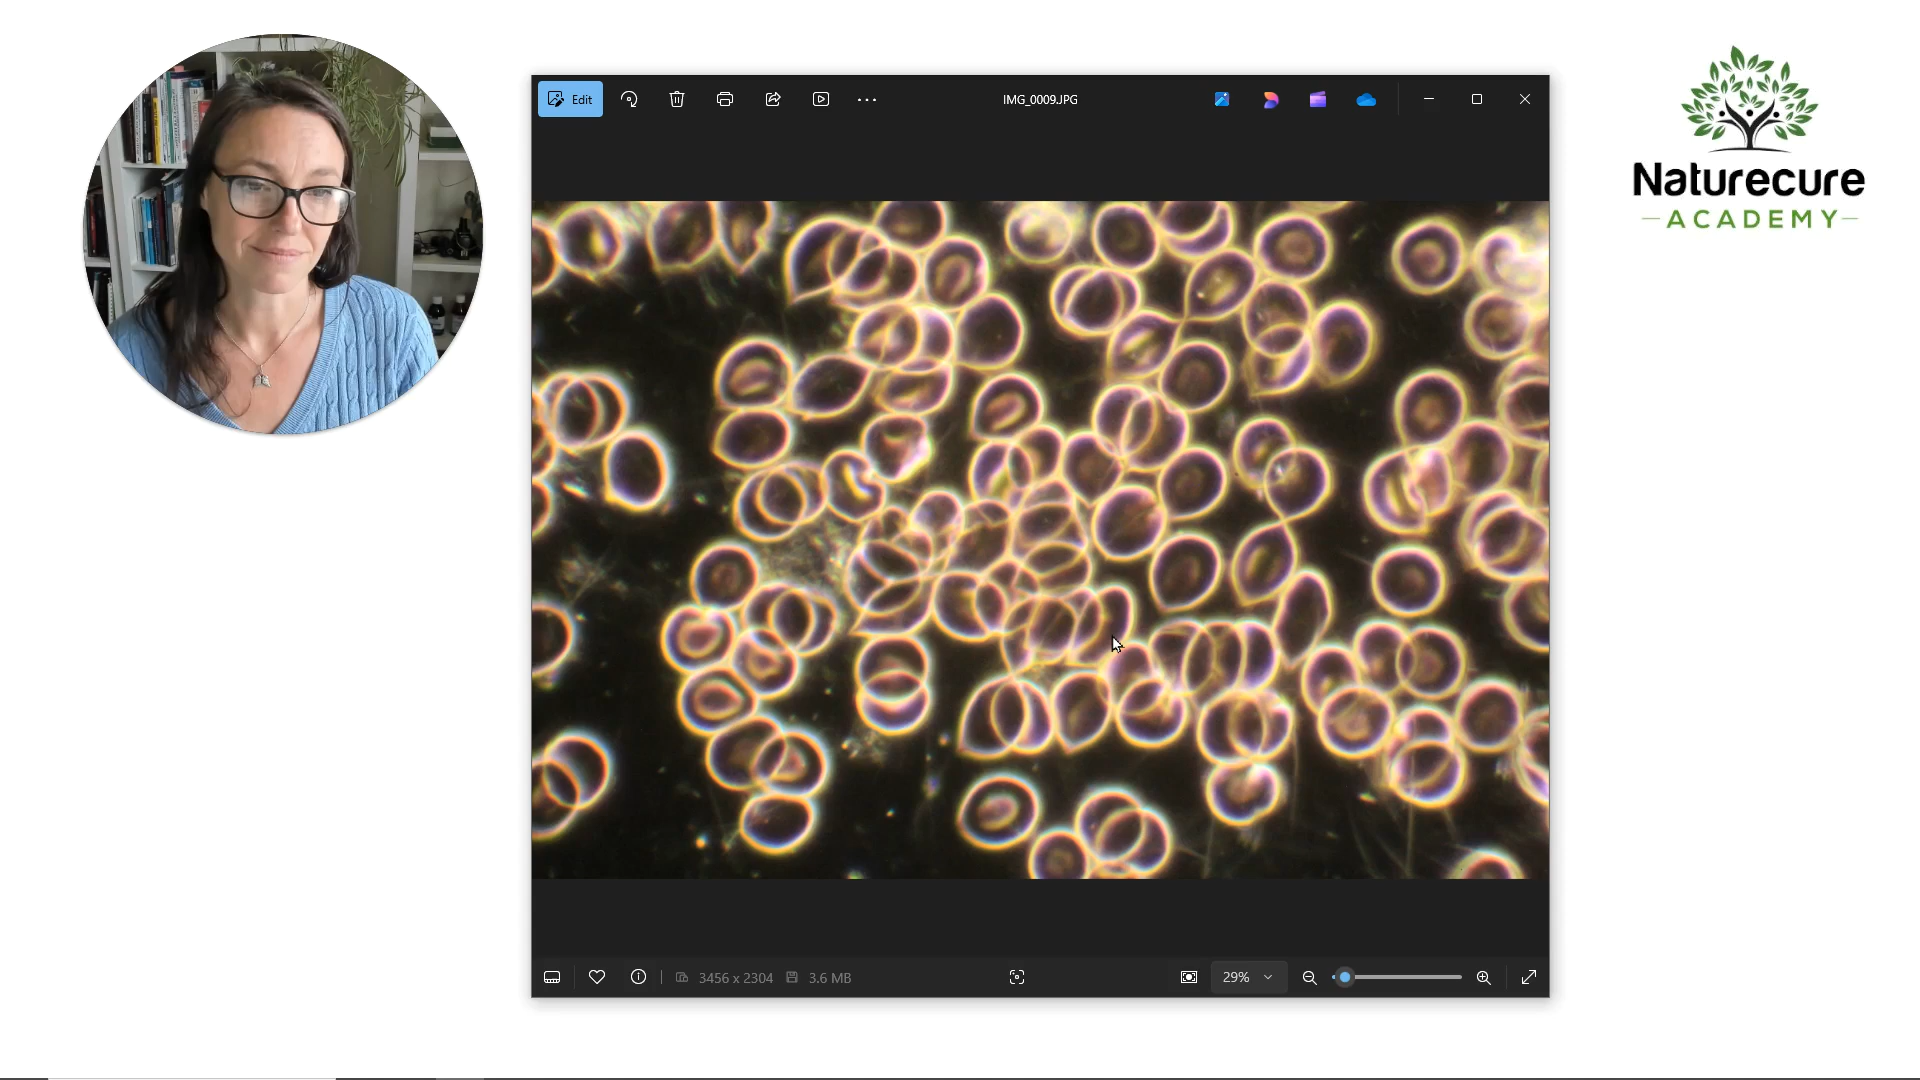 Edit
IMG_0009.JPG
Naturecure
ACADEMY
3456 x 2304
3.6 MB
29%